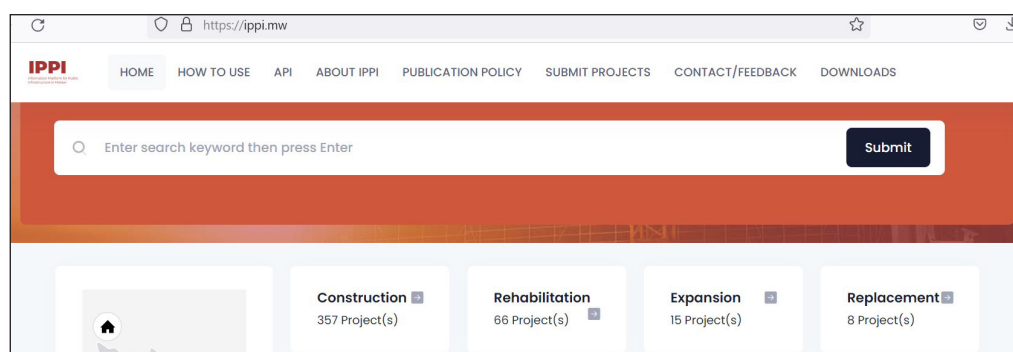 https://ippi.mw
IPPI
HOME HOW TO USE API ABOUT IPPI PUBLICATION POLICY SUBMIT PROJECTS CONTACT/FEEDBACK DOWNLOADS
Enter search keyword then press Enter Submit
Construction Rehabilitation Expansion Replacement
357 Project(s) 66 Project(s) 15 Project(s) 8 Project(s)